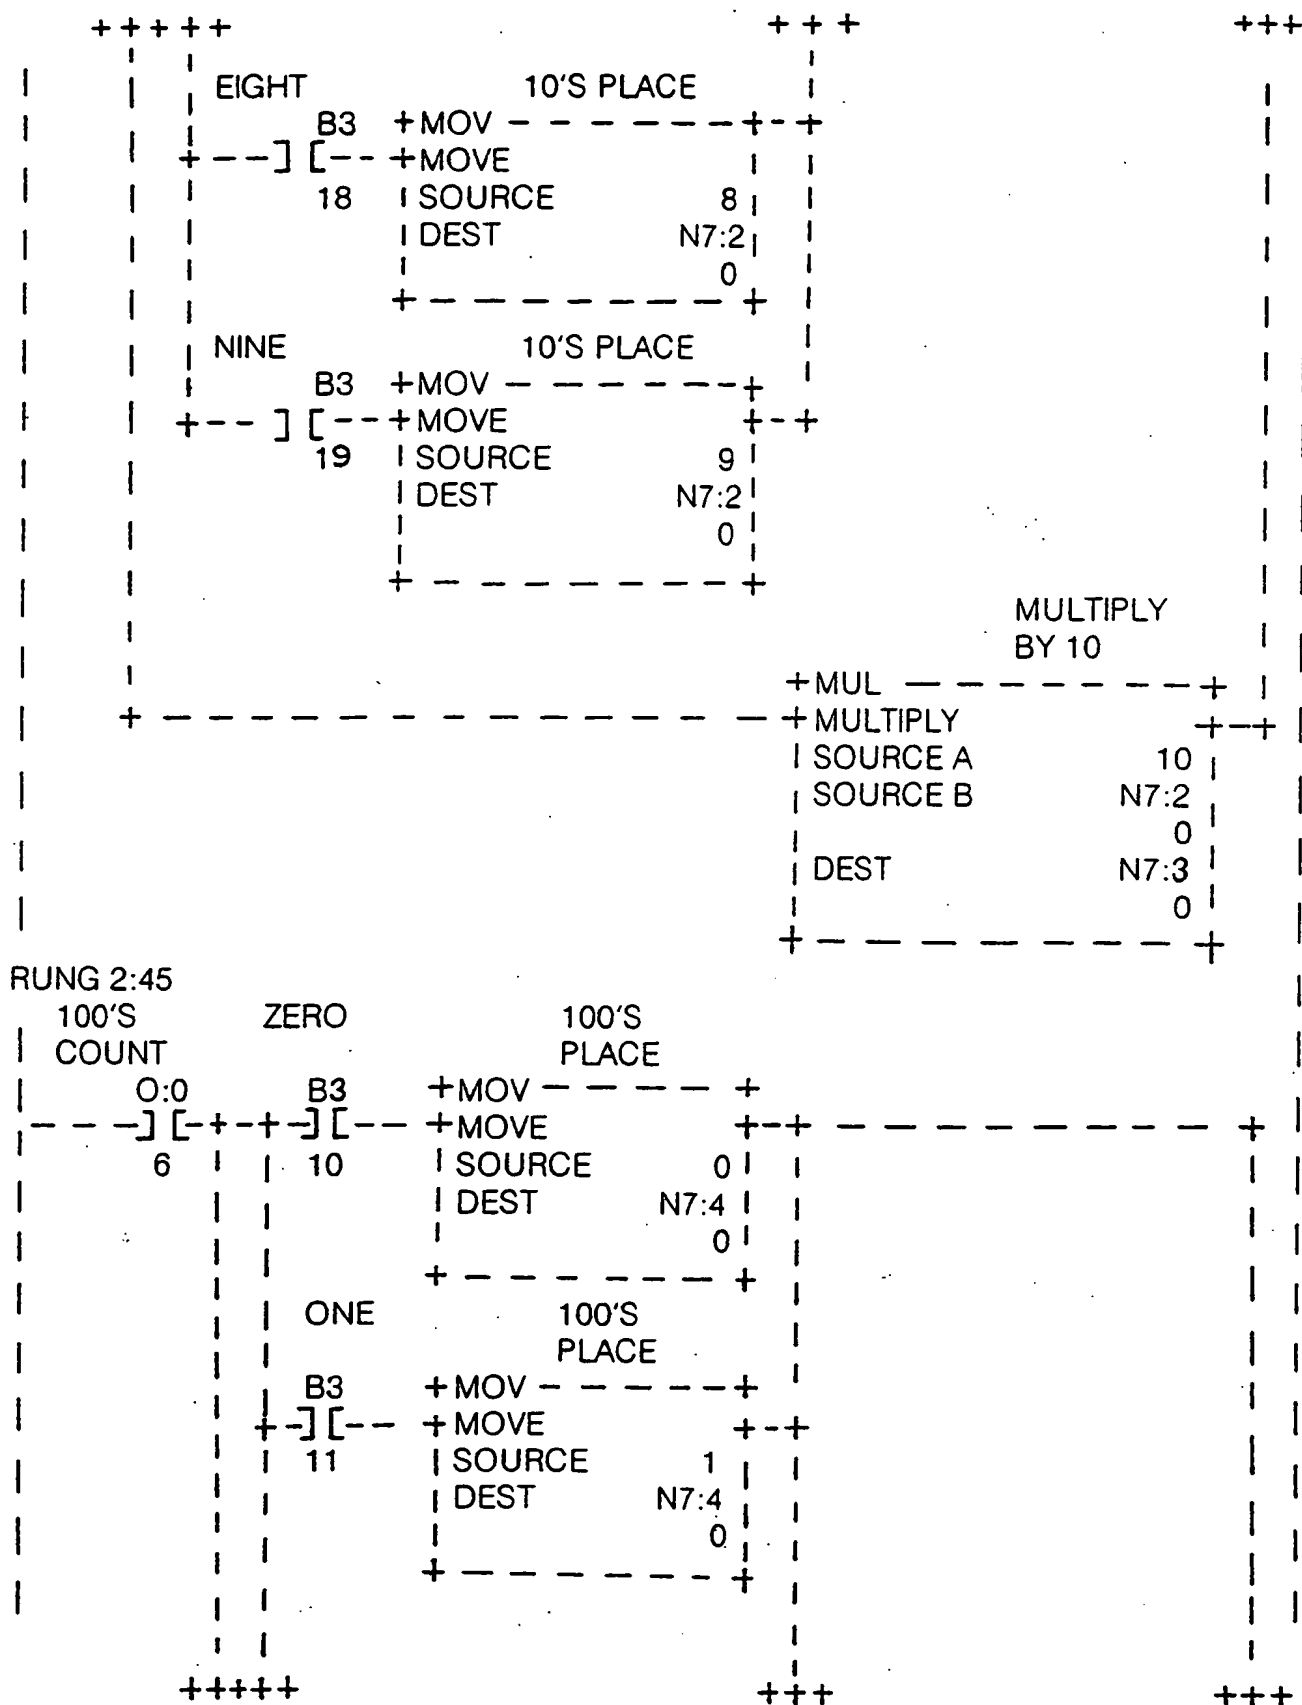 EIGHT 10'S PLACE
B3 +MOV
MOVE
18 SOURCE 8
DEST N7:2
0
NINE 10'S PLACE
B3 +MOV
MOVE
19 SOURCE 9
DEST N7:2
0
MULTIPLY
BY 10
+MUL
+MULTIPLY
SOURCE A 10
SOURCE B N7:2
0
DEST N7:3
0
RUNG 2:45
100'S ZERO 100'S
COUNT PLACE
O:0 B3 +MOV
] [ ] [ +MOVE
6 10 SOURCE 0
DEST N7:4
0
ONE 100'S
PLACE
B3 +MOV
] [ +MOVE
11 SOURCE 1
DEST N7:4
0